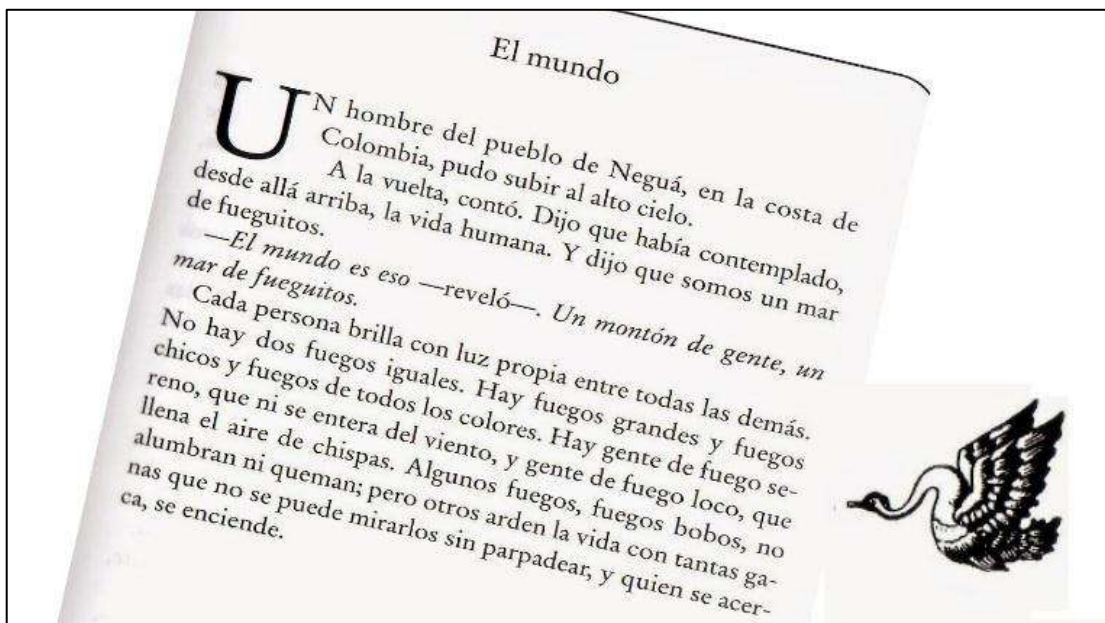 El mundo
UN hombre del pueblo de Neguá, en la costa de
Colombia, pudo subir al alto cielo.
A la vuelta, contó. Dijo que había contemplado,
desde allá arriba, la vida humana. Y dijo que somos un mar
de fueguitos.
—El mundo es eso —reveló—. Un montón de gente, un
mar de fueguitos.
Cada persona brilla con luz propia entre todas las demás.
No hay dos fuegos iguales. Hay fuegos grandes y fuegos
chicos y fuegos de todos los colores. Hay gente de fuego se-
reno, que ni se entera del viento, y gente de fuego loco, que
llena el aire de chispas. Algunos fuegos, fuegos bobos, no
alumbran ni queman; pero otros arden la vida con tantas ga-
nas que no se puede mirarlos sin parpadear, y quien se acer-
ca, se enciende.